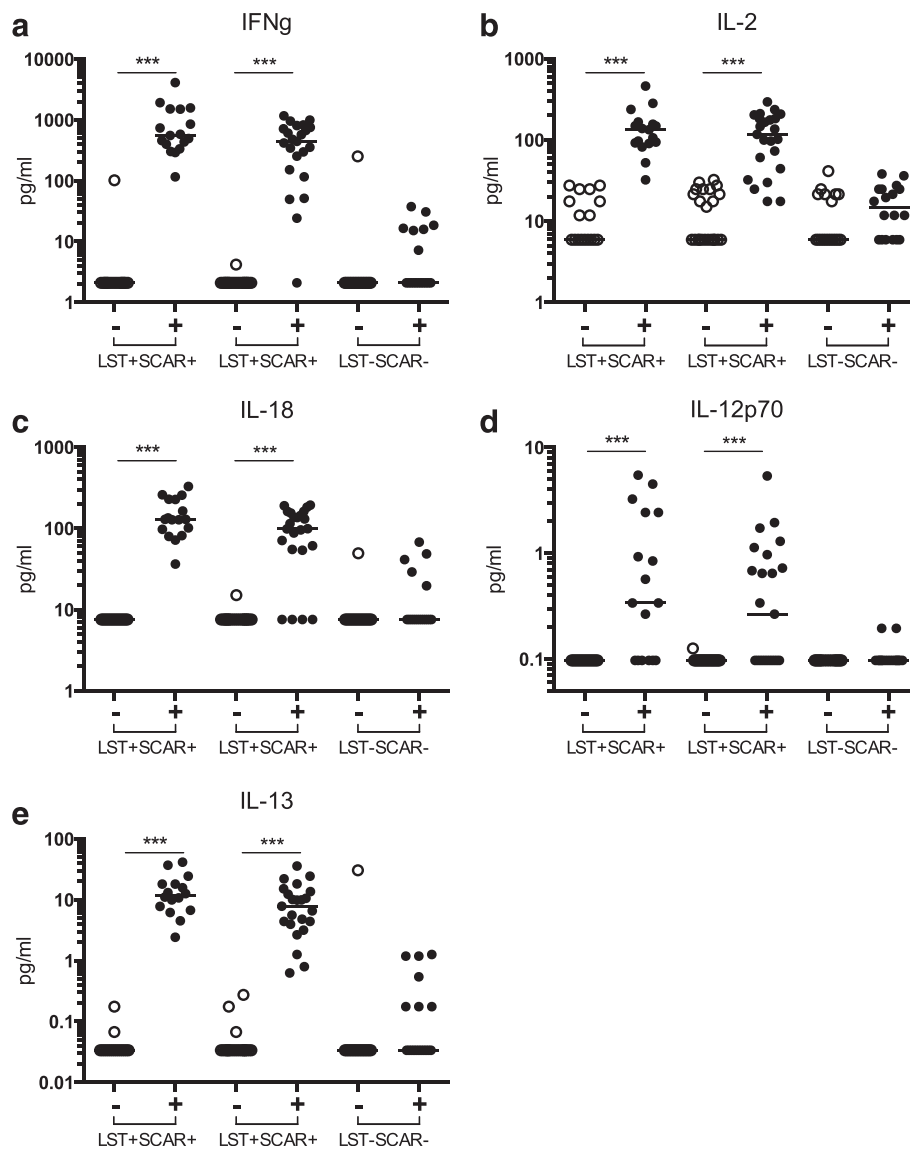 a
IFNg
pg/ml
10000
1000
100
10
1
*** ***
- + - + - +
LST+SCAR+ LST+SCAR+ LST-SCAR-
b
IL-2
pg/ml
1000
100
10
1
*** ***
- + - + - +
LST+SCAR+ LST+SCAR+ LST-SCAR-
c
IL-18
pg/ml
1000
100
10
1
*** ***
- + - + - +
LST+SCAR+ LST+SCAR+ LST-SCAR-
d
IL-12p70
pg/ml
10
1
0.1
*** ***
- + - + - +
LST+SCAR+ LST+SCAR+ LST-SCAR-
e
IL-13
pg/ml
100
10
1
0.1
0.01
*** ***
- + - + - +
LST+SCAR+ LST+SCAR+ LST-SCAR-